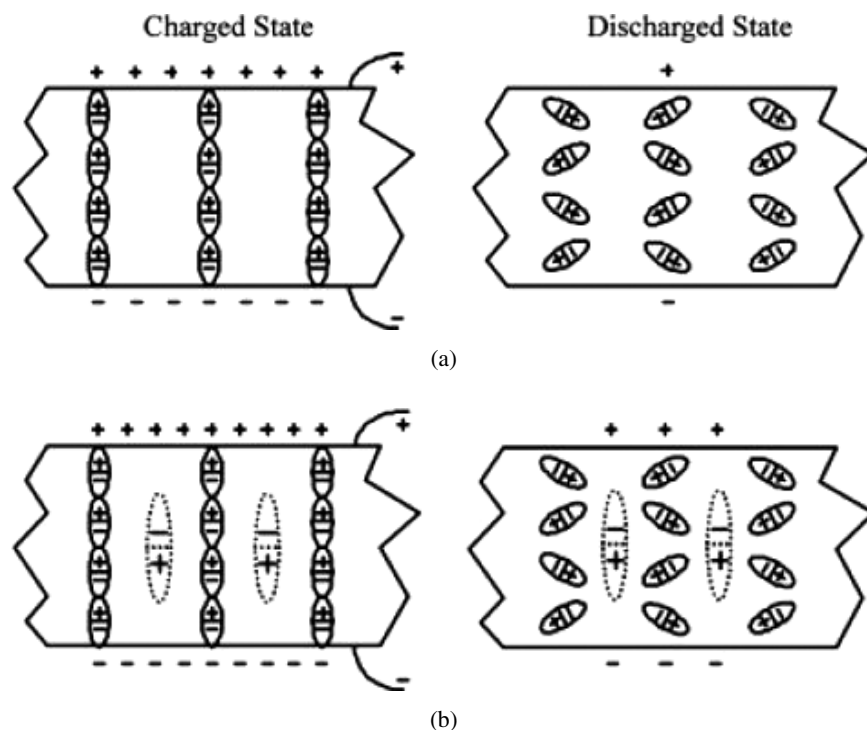 Charged State Discharged State
+ + + + + + + + +
- - - - - - - -
(a)
+ + + + + + + + + + + + +
- - - - - - - - - - - - -
(b)